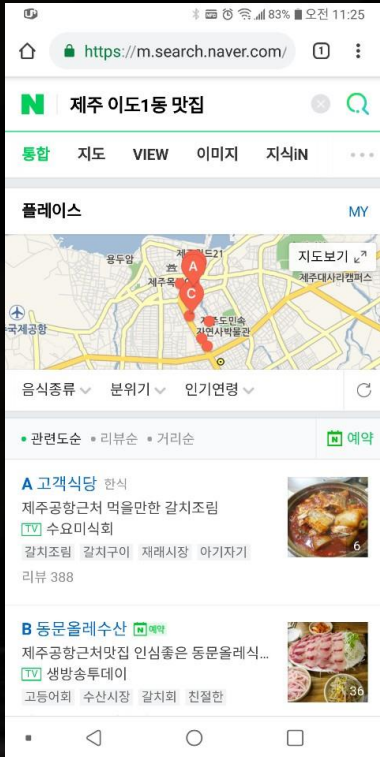 83% 오전 11:25
https://m.search.naver.com/ 1
N 제주 이도1동 맛집
통합 지도 VIEW 이미지 지식iN
플레이스 MY
지도보기
용두암
A
C
제주대사라캠퍼스
국제공항
자연사박물관
음식종류 분위기 인기연령
관련도순 리뷰순 거리순 N 예약
A 고객식당 한식
제주공항근처 먹을만한 갈치조림
TV 수요미식회
갈치조림 갈치구이 재래시장 아기자기
6
리뷰 388
B 동문올레수산 N예약
제주공항근처맛집 인심좋은 동문올레식...
TV 생방송투데이
고등어회 수산시장 갈치회 친절한
36